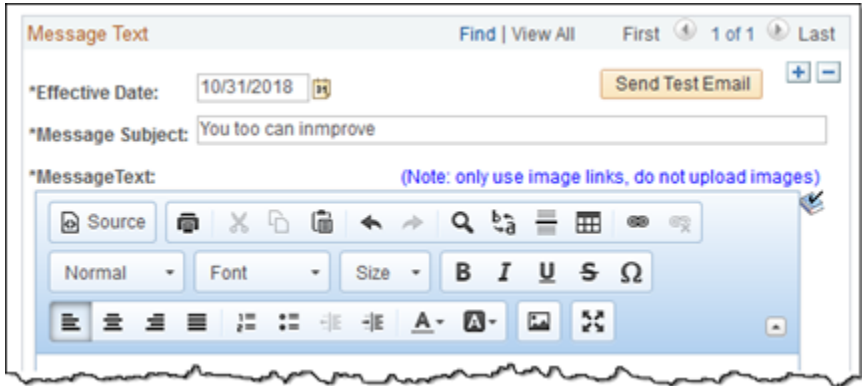 Message Text Find | View All First 1 of 1 Last
*Effective Date: 10/31/2018 Send Test Email
*Message Subject: You too can inmprove
*MessageText: (Note: only use image links, do not upload images)
Source
Normal Font Size B I U S Ω
A A